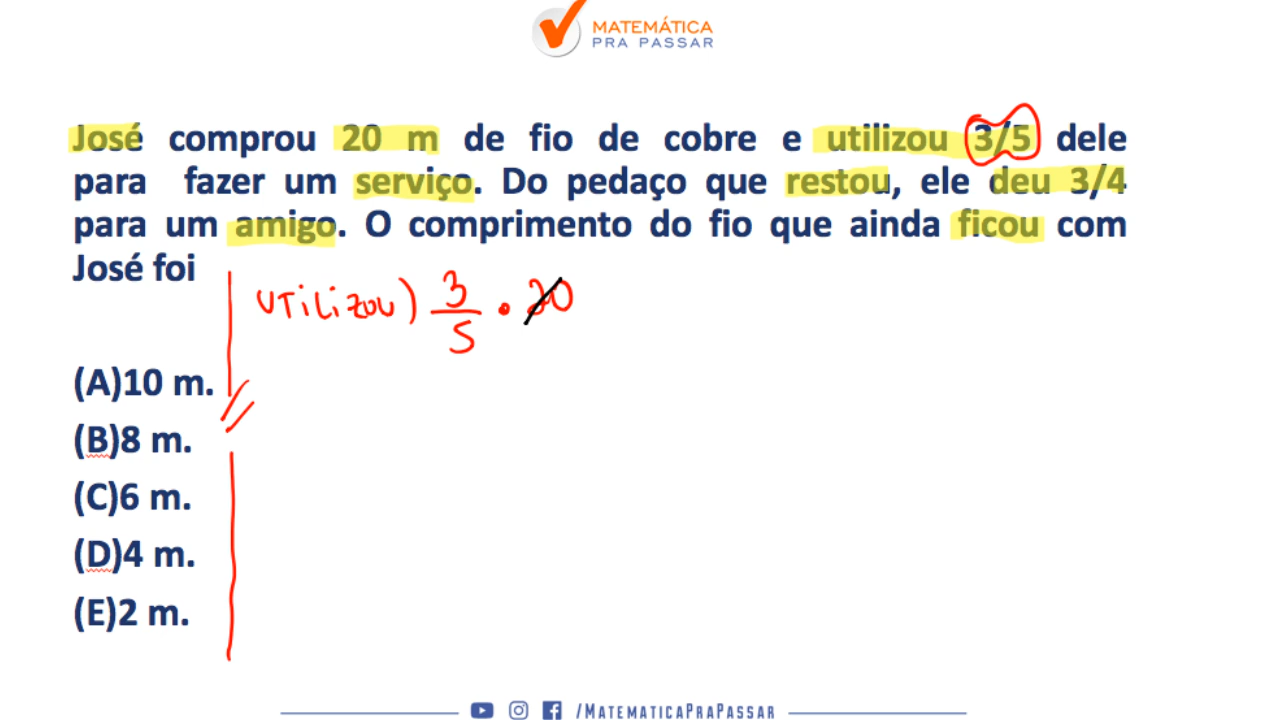 MATEMÁTICA
PRA PASSAR
José comprou 20 m de fio de cobre e utilizou 3/5 dele
para fazer um serviço. Do pedaço que restou, ele deu 3/4
para um amigo. O comprimento do fio que ainda ficou com
José foi
UTiLizou) 3/5 • 20
(A)10 m.
(B)8 m.
(C)6 m.
(D)4 m.
(E)2 m.
/MATEMATICAPRAPASSAR